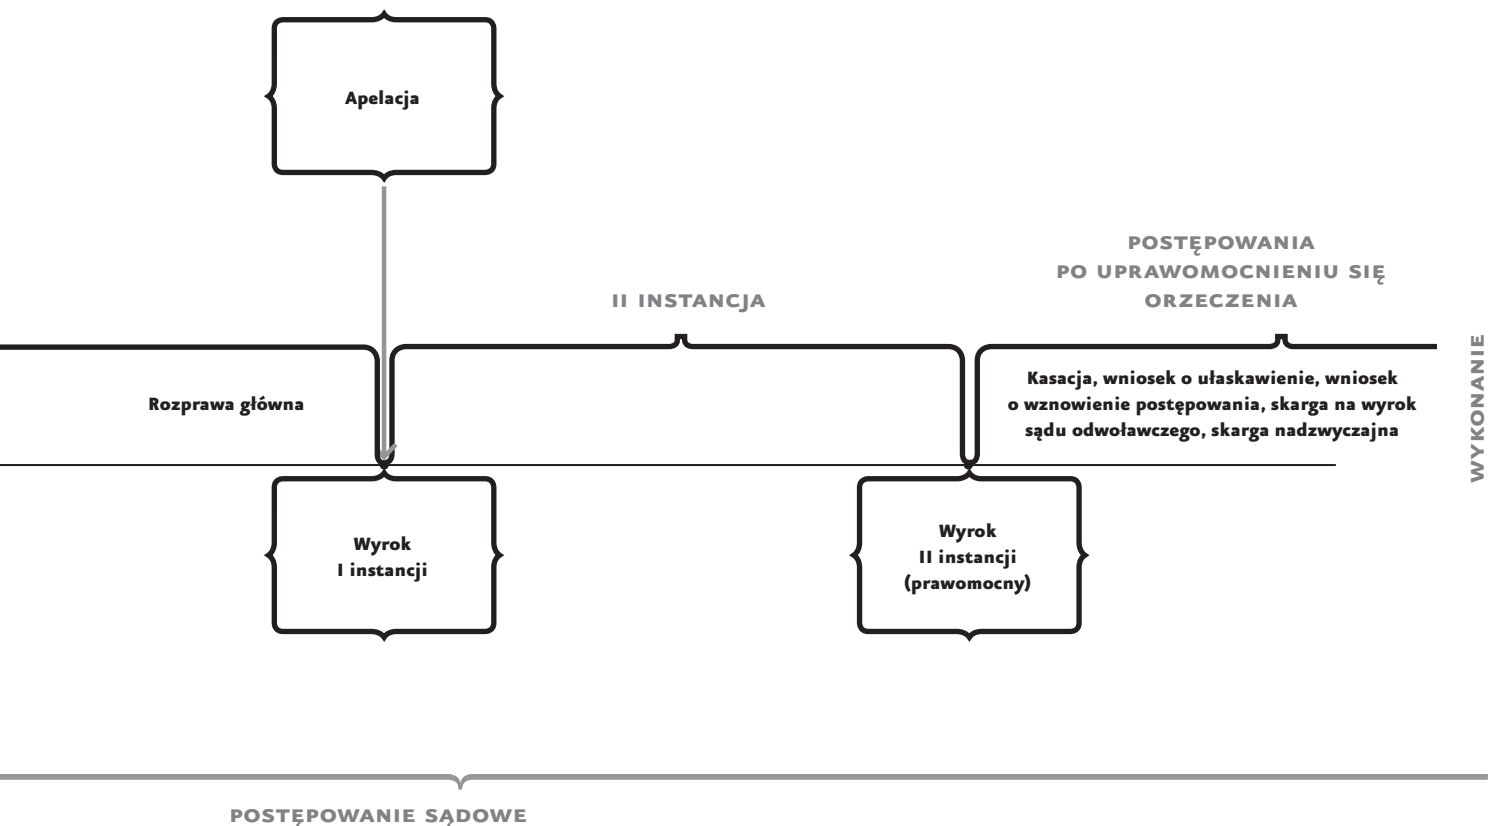 Apelacja
POSTĘPOWANIA
PO UPRAWOMOCNIENIU SIĘ
ORZECZENIA
II INSTANCJA
Rozprawa główna
Kasacja, wniosek o ułaskawienie, wniosek
o wznowienie postępowania, skarga na wyrok
sądu odwoławczego, skarga nadzwyczajna
WYKONANIE
Wyrok
I instancji
Wyrok
II instancji
(prawomocny)
POSTĘPOWANIE SĄDOWE